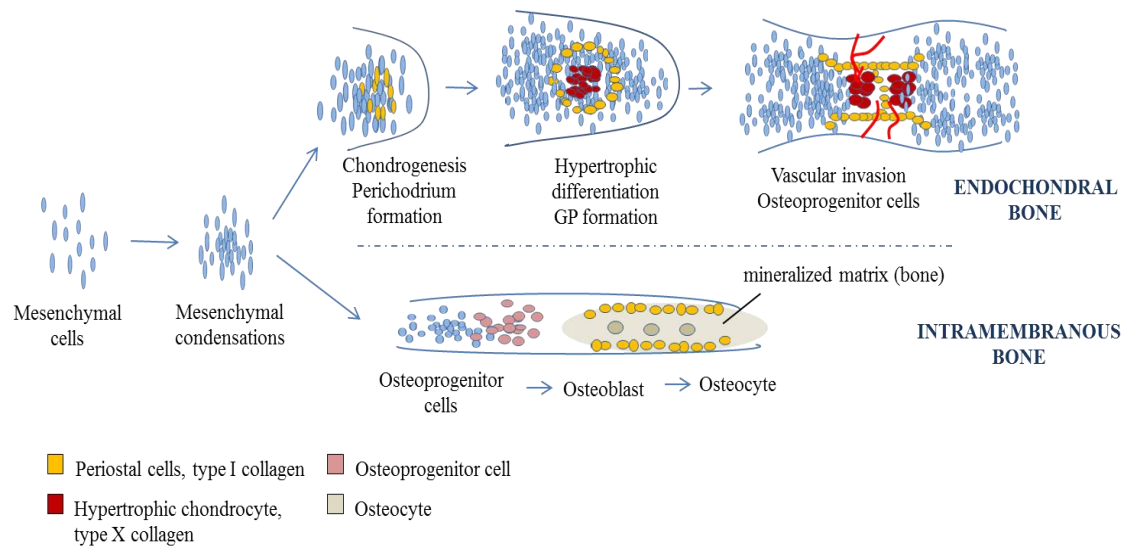 Chondrogenesis
Perichodrium
formation
Hypertrophic
differentiation
GP formation
Vascular invasion
Osteoprogenitor cells
ENDOCHONDRAL
BONE
Mesenchymal
cells
Mesenchymal
condensations
mineralized matrix (bone)
INTRAMEMBRANOUS
BONE
Osteoprogenitor
cells
Osteoblast
Osteocyte
Periostal cells, type I collagen
Osteoprogenitor cell
Hypertrophic chondrocyte,
type X collagen
Osteocyte